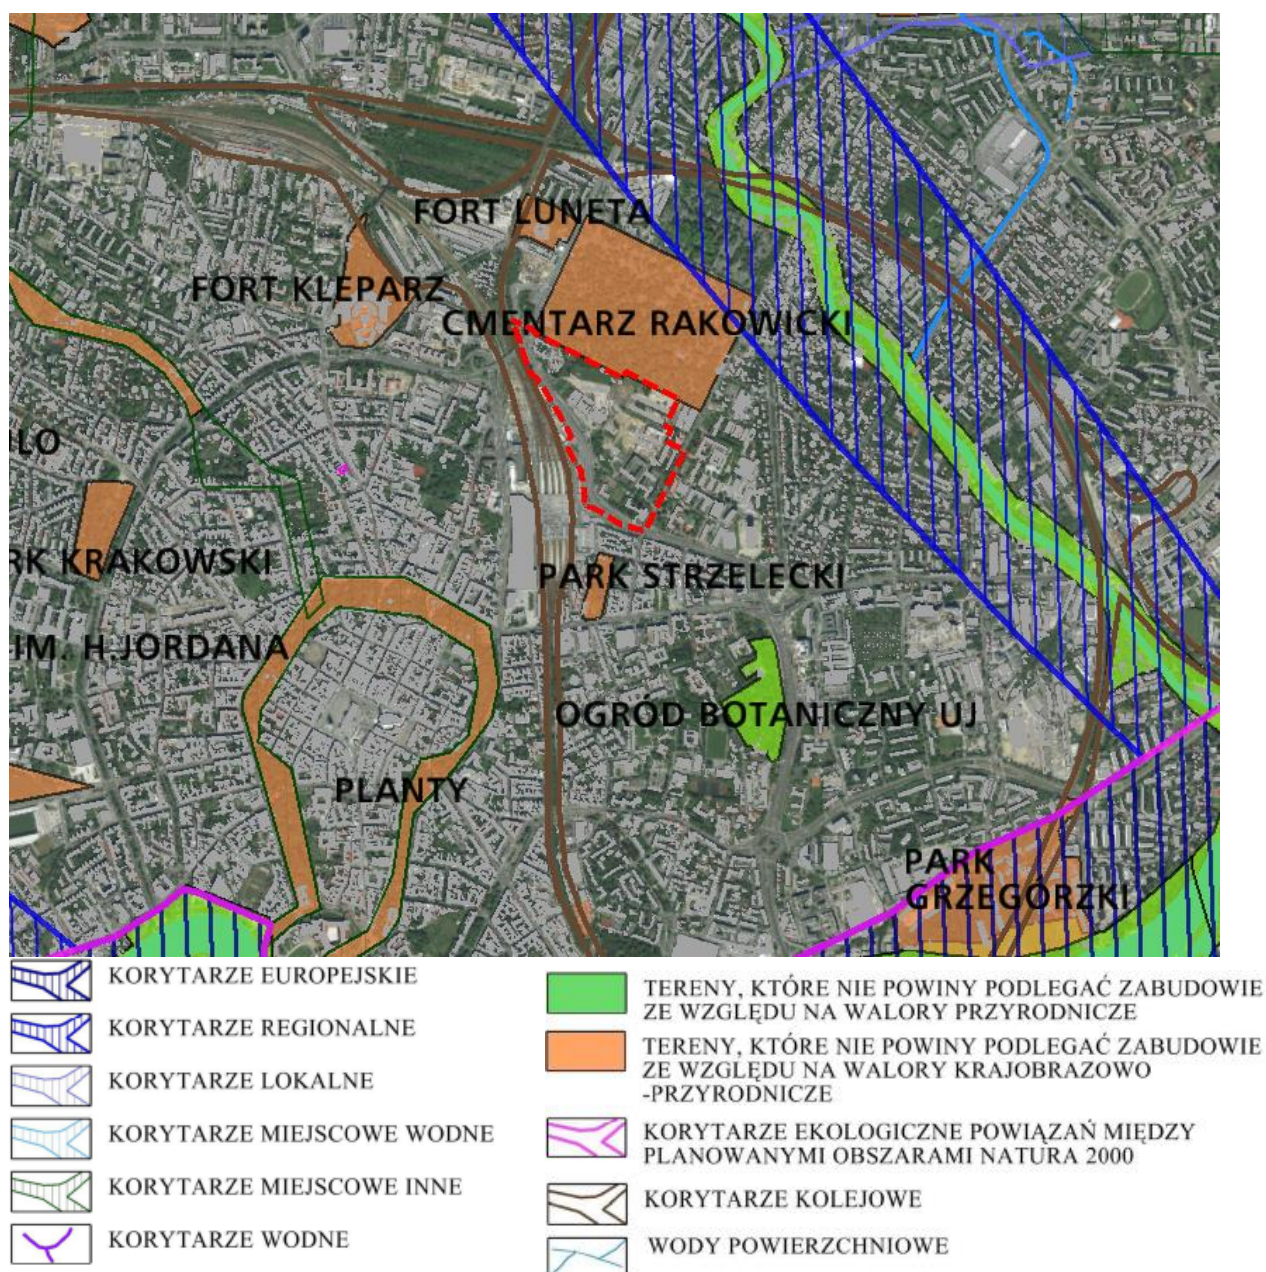 FORT LUNETA
FORT KLEPARZ
CMENTARZ RAKOWICKI
LO
RK KRAKOWSKI
PARK STRZELECKI
IM. H.JORDANA
OGRÓD BOTANICZNY UJ
PLANTY
PARK
GRZEGÓRZKI
KORYTARZE EUROPEJSKIE
KORYTARZE REGIONALNE
KORYTARZE LOKALNE
KORYTARZE MIEJSCOWE WODNE
KORYTARZE MIEJSCOWE INNE
KORYTARZE WODNE
TERENY, KTÓRE NIE POWINY PODLEGAĆ ZABUDOWIE
ZE WZGLĘDU NA WALORY PRZYRODNICZE
TERENY, KTÓRE NIE POWINY PODLEGAĆ ZABUDOWIE
ZE WZGLĘDU NA WALORY KRAJOBRAZOWO
-PRZYRODNICZE
KORYTARZE EKOLOGICZNE POWIĄZAŃ MIĘDZY
PLANOWANYMI OBSZARAMI NATURA 2000
KORYTARZE KOLEJOWE
WODY POWIERZCHNIOWE